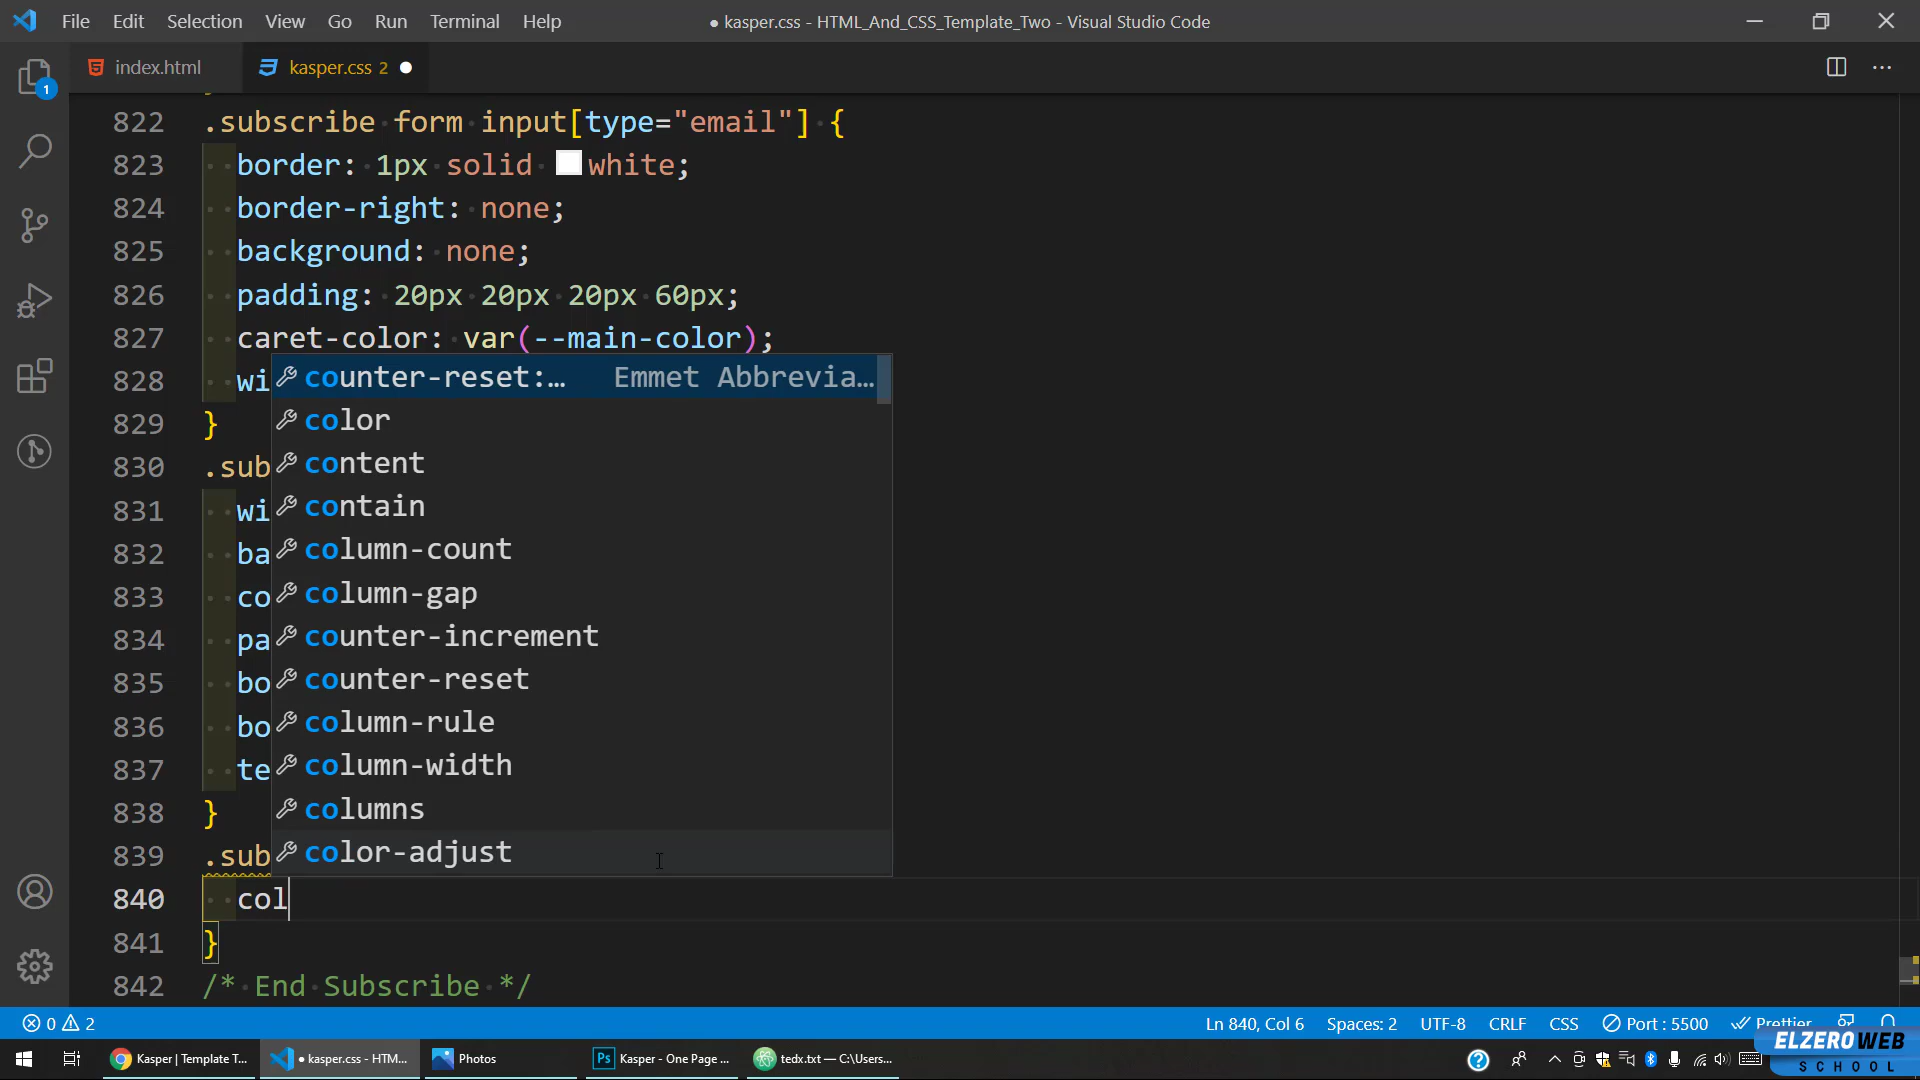 File Edit Selection View Go Run Terminal Help ● kasper.css - HTML_And_CSS_Template_Two - Visual Studio Code
index.html kasper.css 2 ●
822 .subscribe form input[type="email"] {
823 border: 1px solid white;
824 border-right: none;
825 background: none;
826 padding: 20px 20px 20px 60px;
827 caret-color: var(--main-color);
828 wi counter-reset:… Emmet Abbrevia…
color
829 }
content
830 .sub
contain
831 wi
column-count
832 ba
column-gap
833 co
counter-increment
834 pa
counter-reset
835 bo
column-rule
836 bo
column-width
837 te
columns
838 }
color-adjust
839 .sub
840 col
841 }
842 /* End Subscribe */
1
0 2 Ln 840, Col 6 Spaces: 2 UTF-8 CRLF CSS Port : 5500 Prettier
Kasper | Template T... ● kasper.css - HTM... Photos Ps Kasper - One Page ... tedx.txt — C:\Users...
ELZEROWEB
SCHOOL